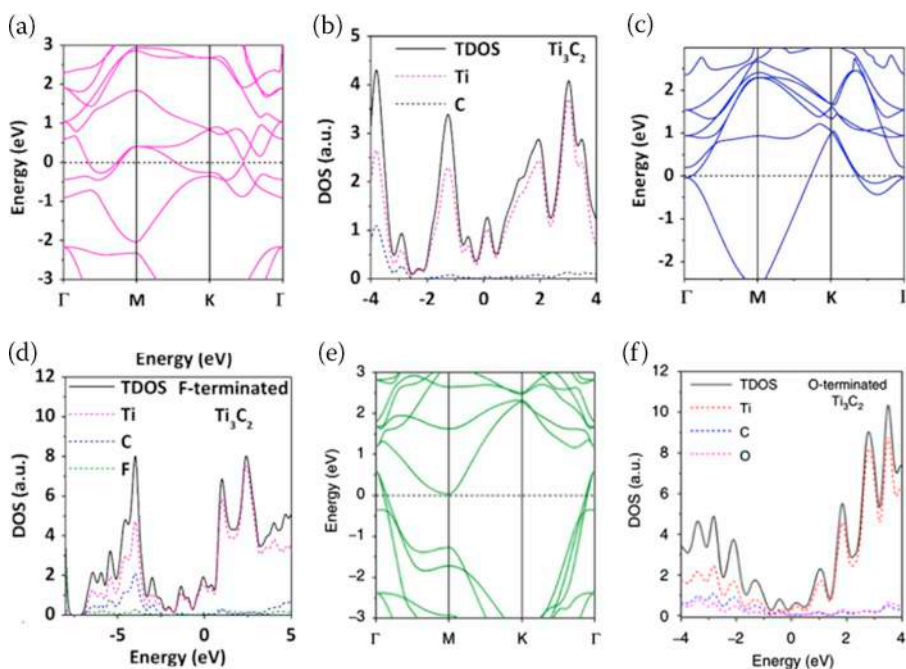 (a)
3
2
1
0
-1
-2
-3
Energy (eV)
Γ M K Γ
(b)
TDOS Ti₃C₂
Ti
C
5
4
3
2
1
0
DOS (a.u.)
-4 -2 0 2 4
Energy (eV)
(c)
2
1
0
-1
-2
Energy (eV)
Γ M K
(d)
TDOS F-terminated
Ti Ti₃C₂
C
F
12
10
8
6
4
2
0
DOS (a.u.)
-5 0 5
Energy (eV)
(e)
3
2
1
0
−1
−2
−3
Energy (eV)
Γ M K Γ
(f)
TDOS O-terminated
Ti Ti₃C₂
C
O
12
10
8
6
4
2
0
DOS (a.u.)
−4 −2 0 2 4
Energy (eV)